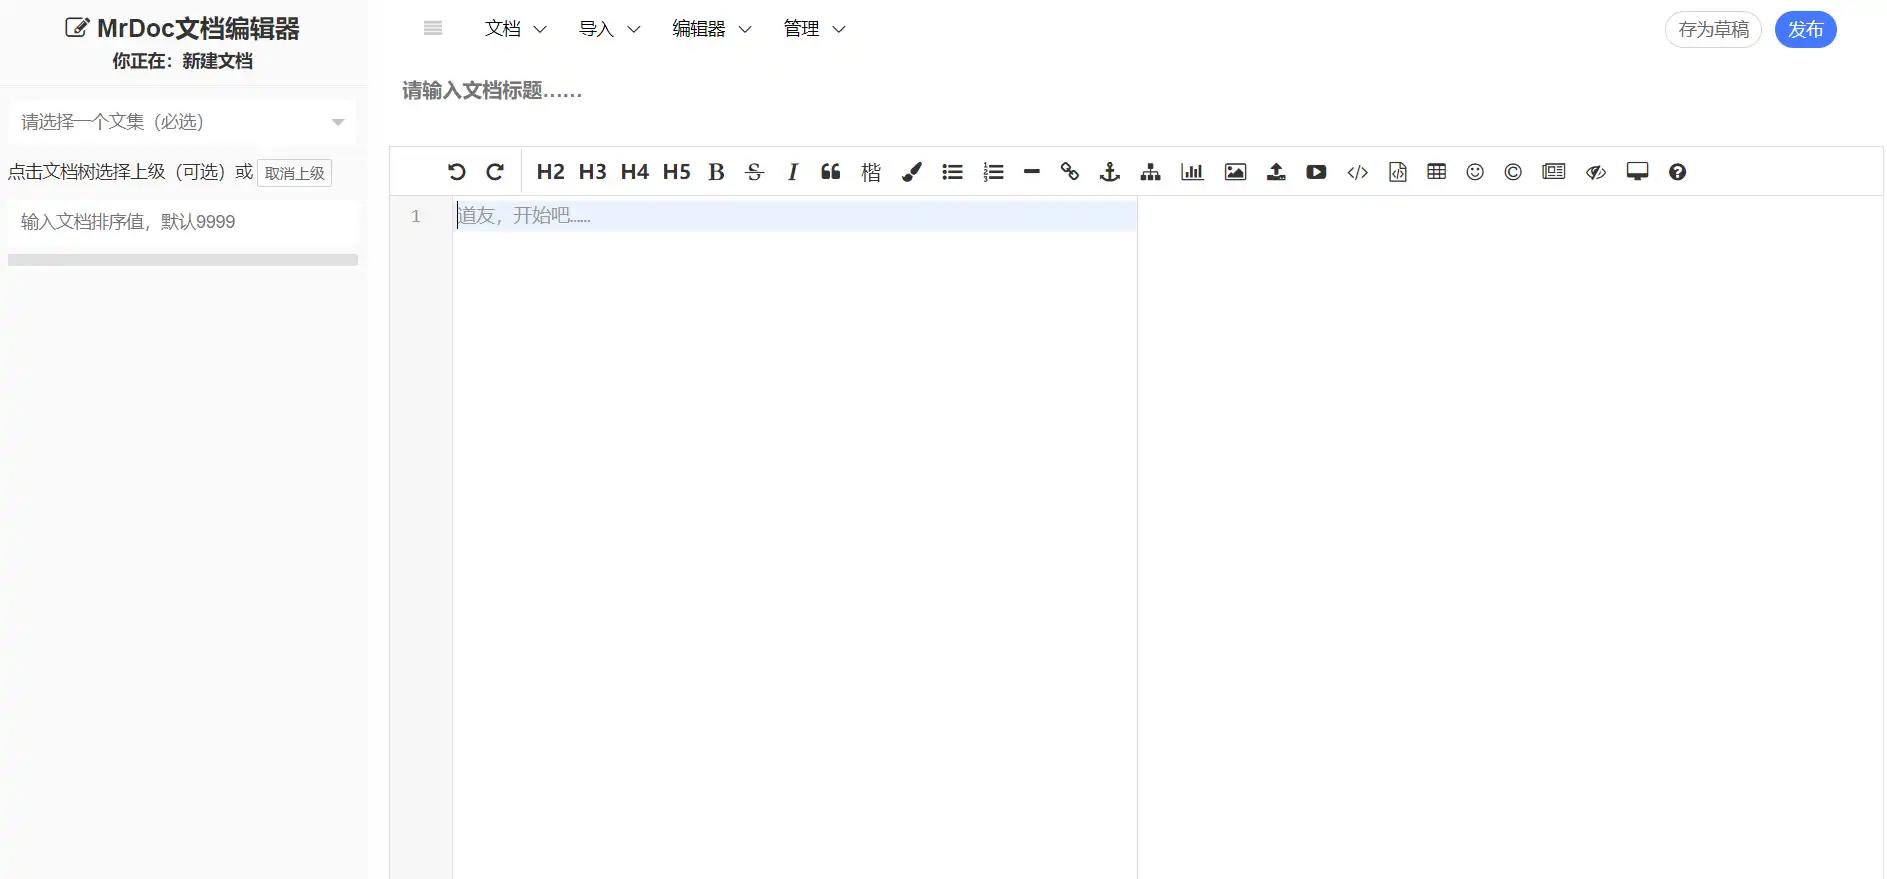 MrDoc文档编辑器
你正在：新建文档
文档 导入 编辑器 管理
存为草稿 发布
请选择一个文集（必选）
点击文档树选择上级（可选）或 取消上级
输入文档排序值，默认9999
请输入文档标题......
H2 H3 H4 H5 B S I 楷
1 道友，开始吧......